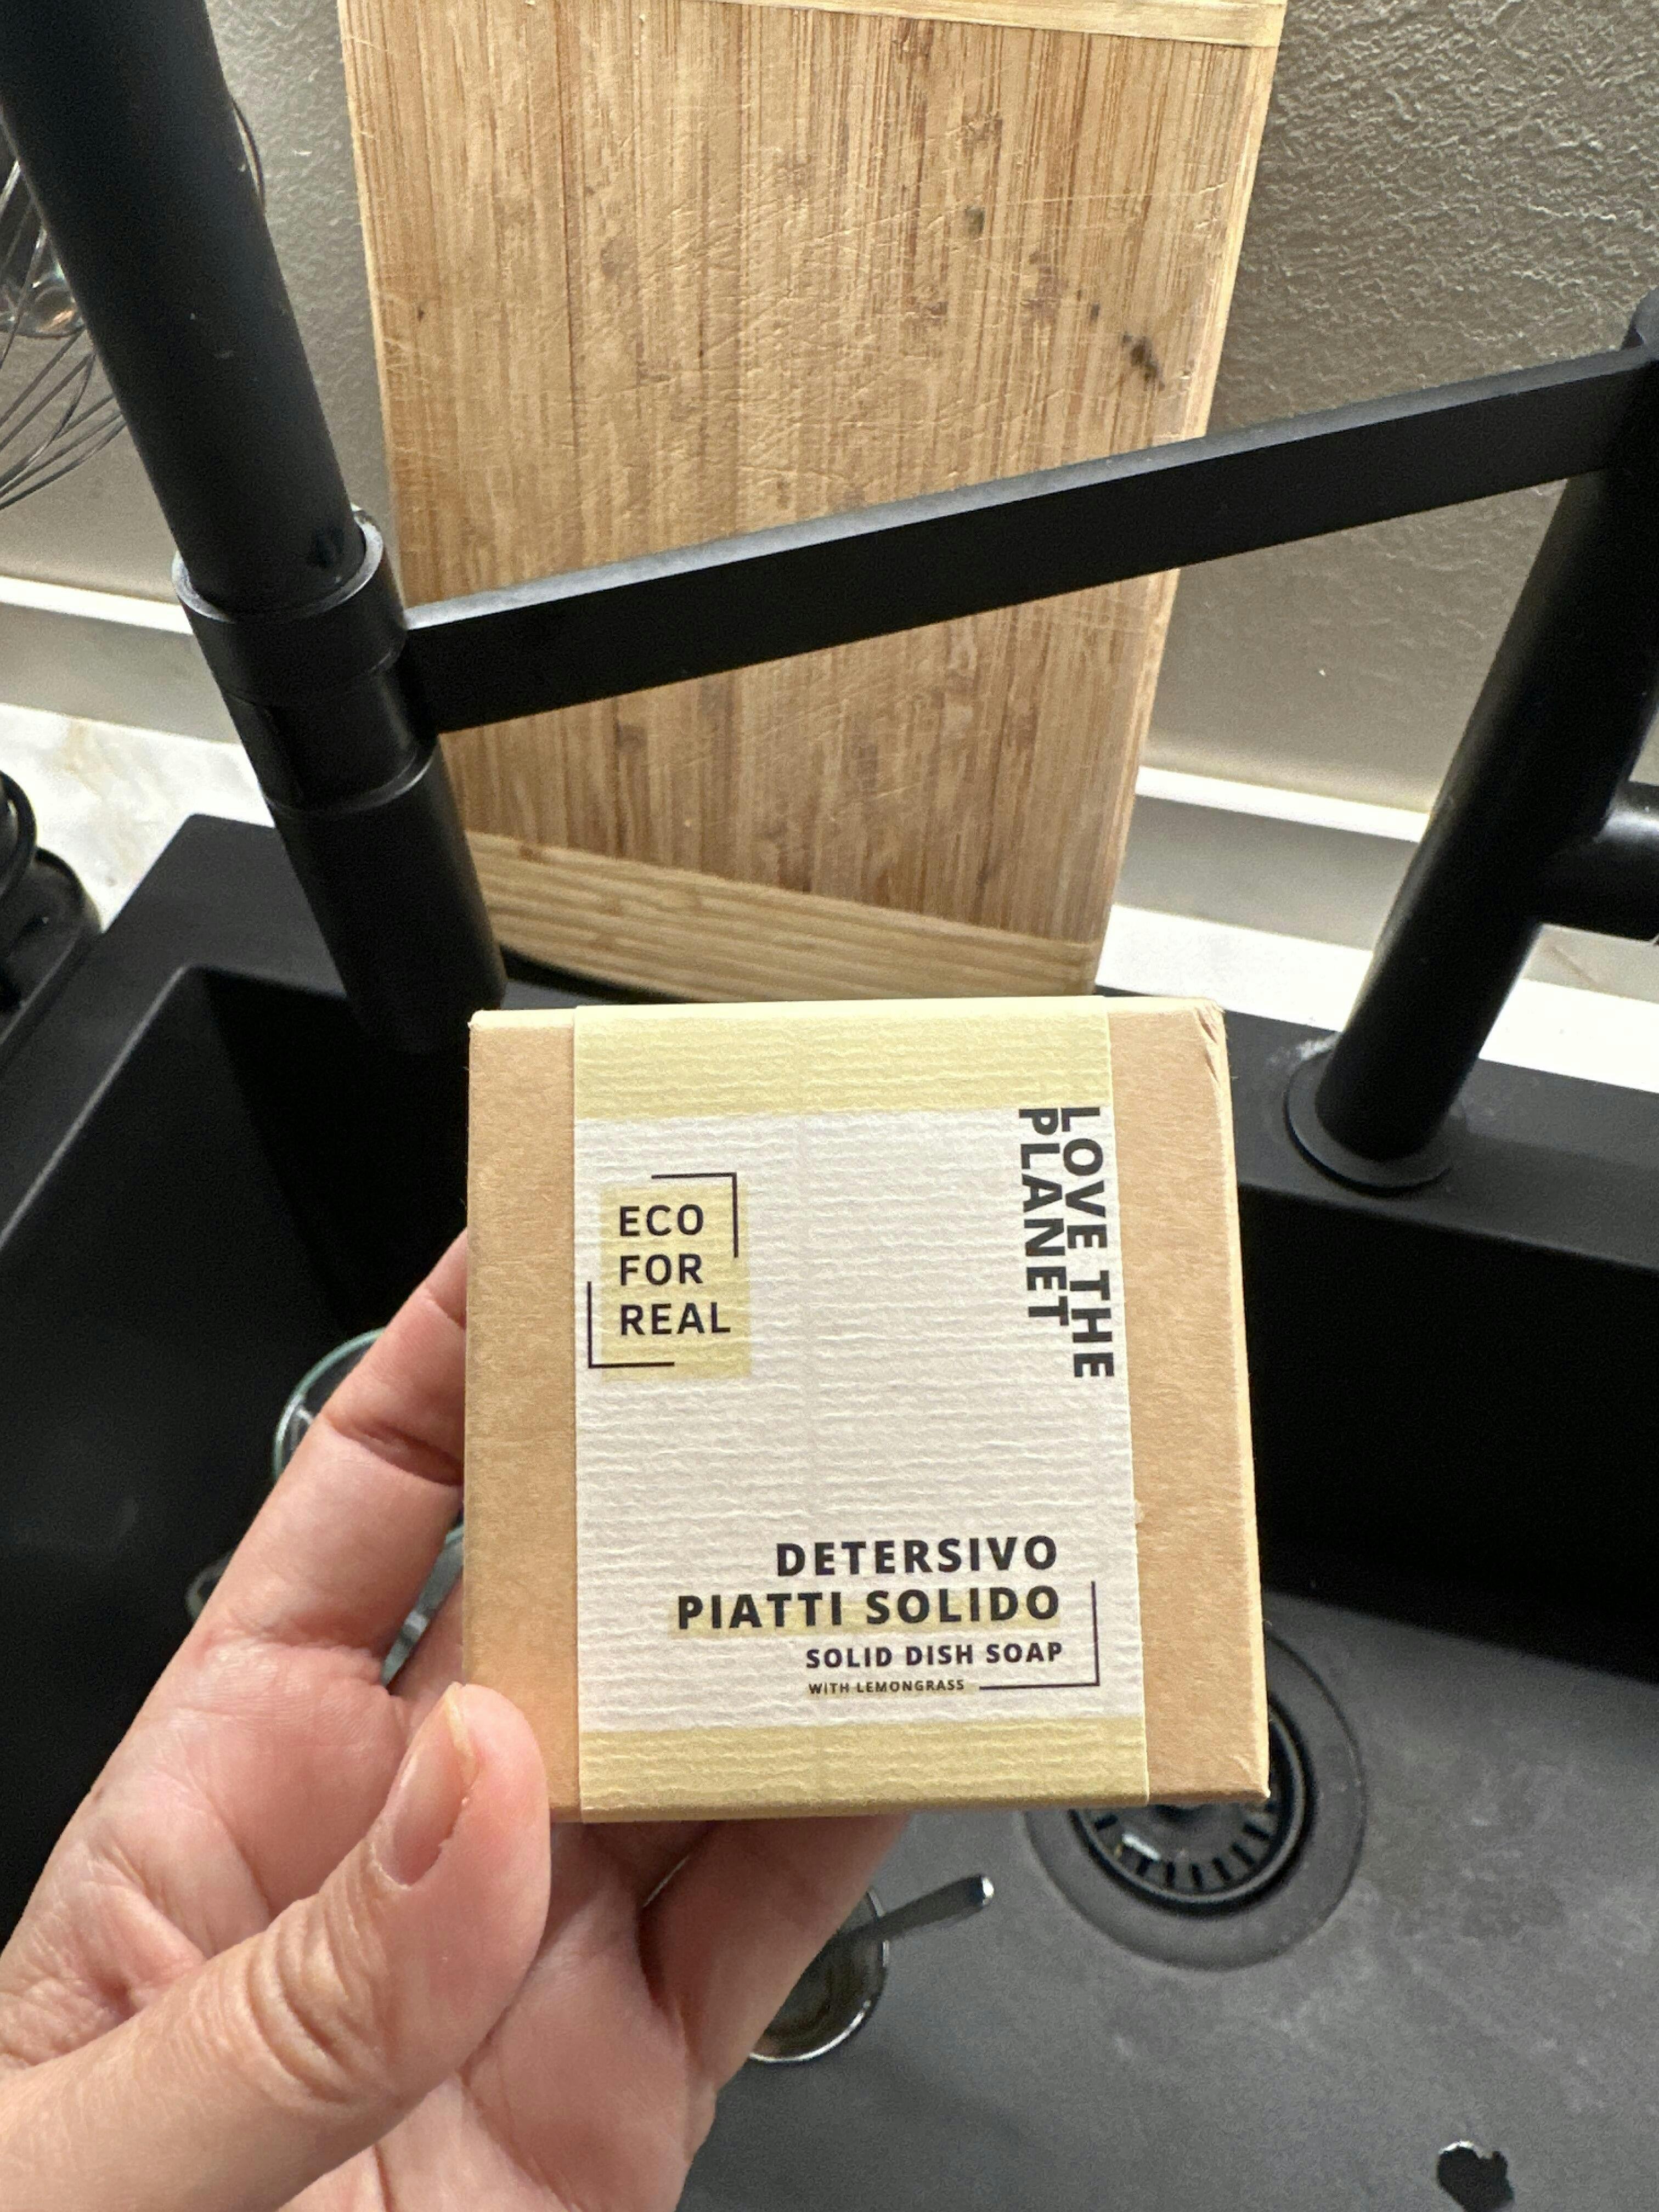 ECO
FOR
REAL
LOVE THE
PLANET
DETERSIVO
PIATTI SOLIDO
SOLID DISH SOAP
WITH LEMONGRASS